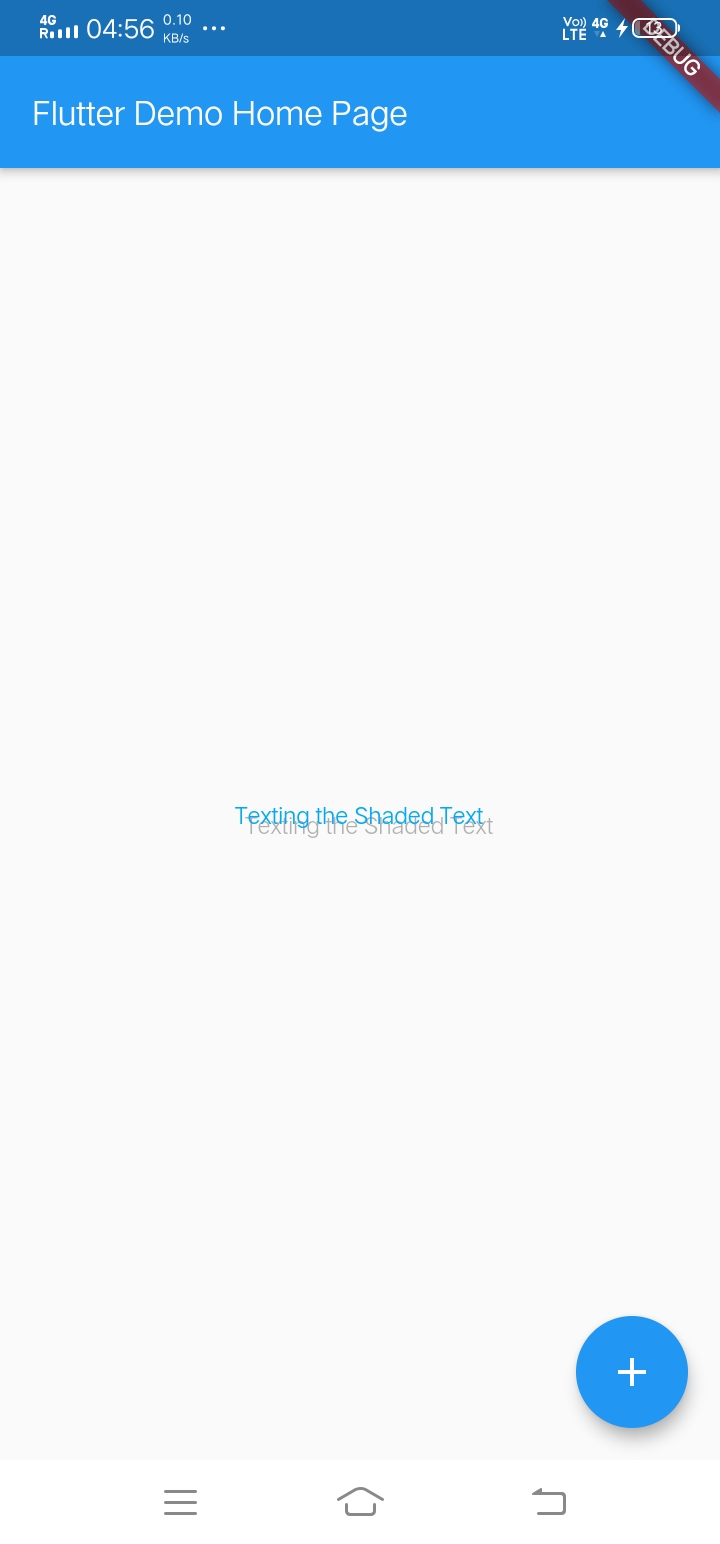 4G
R
04:56
0.10
KB/s
Vo))
LTE
4G
13
DEBUG
Flutter Demo Home Page
Texting the Shaded Text
Texting the Shaded Text